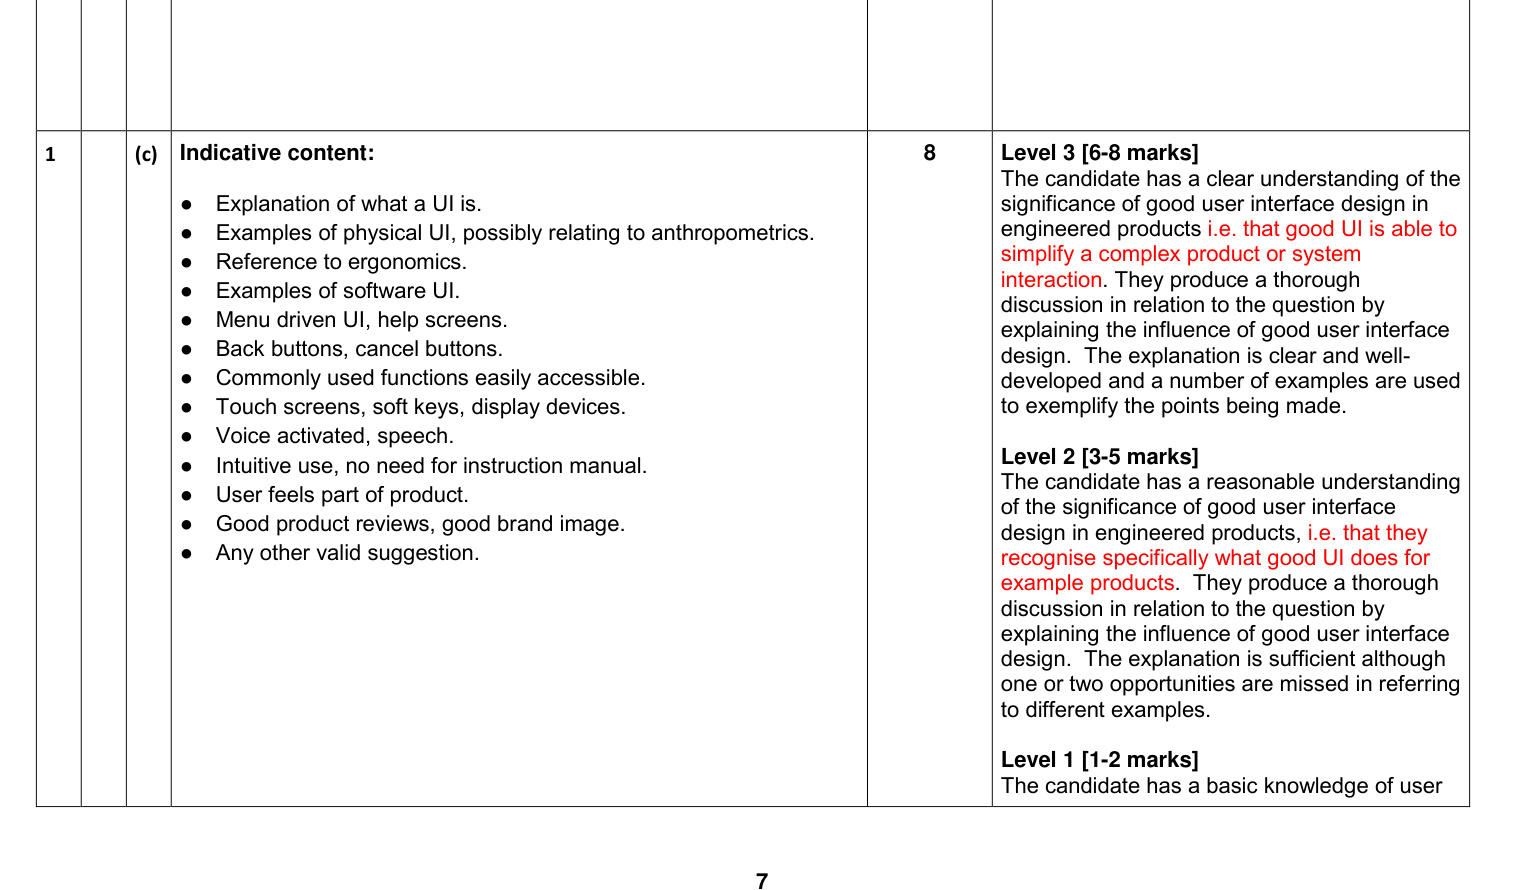 1
(c)
Indicative content:
● Explanation of what a UI is.
● Examples of physical UI, possibly relating to anthropometrics.
● Reference to ergonomics.
● Examples of software UI.
● Menu driven UI, help screens.
● Back buttons, cancel buttons.
● Commonly used functions easily accessible.
● Touch screens, soft keys, display devices.
● Voice activated, speech.
● Intuitive use, no need for instruction manual.
● User feels part of product.
● Good product reviews, good brand image.
● Any other valid suggestion.
8
Level 3 [6-8 marks]
The candidate has a clear understanding of the
significance of good user interface design in
engineered products i.e. that good UI is able to
simplify a complex product or system
interaction. They produce a thorough
discussion in relation to the question by
explaining the influence of good user interface
design.  The explanation is clear and well-
developed and a number of examples are used
to exemplify the points being made.
Level 2 [3-5 marks]
The candidate has a reasonable understanding
of the significance of good user interface
design in engineered products, i.e. that they
recognise specifically what good UI does for
example products.  They produce a thorough
discussion in relation to the question by
explaining the influence of good user interface
design.  The explanation is sufficient although
one or two opportunities are missed in referring
to different examples.
Level 1 [1-2 marks]
The candidate has a basic knowledge of user
7